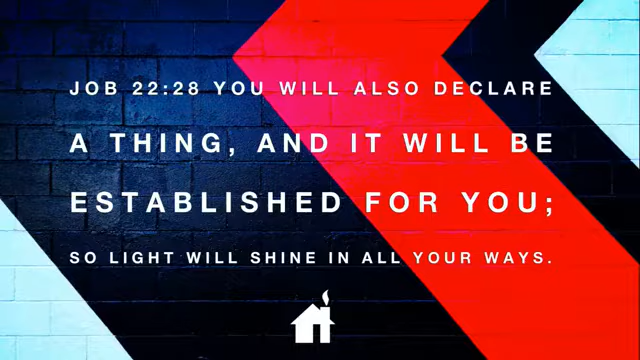 JOB 22:28 YOU WILL ALSO DECLARE
A THING, AND IT WILL BE
ESTABLISHED FOR YOU;
SO LIGHT WILL SHINE IN ALL YOUR WAYS.